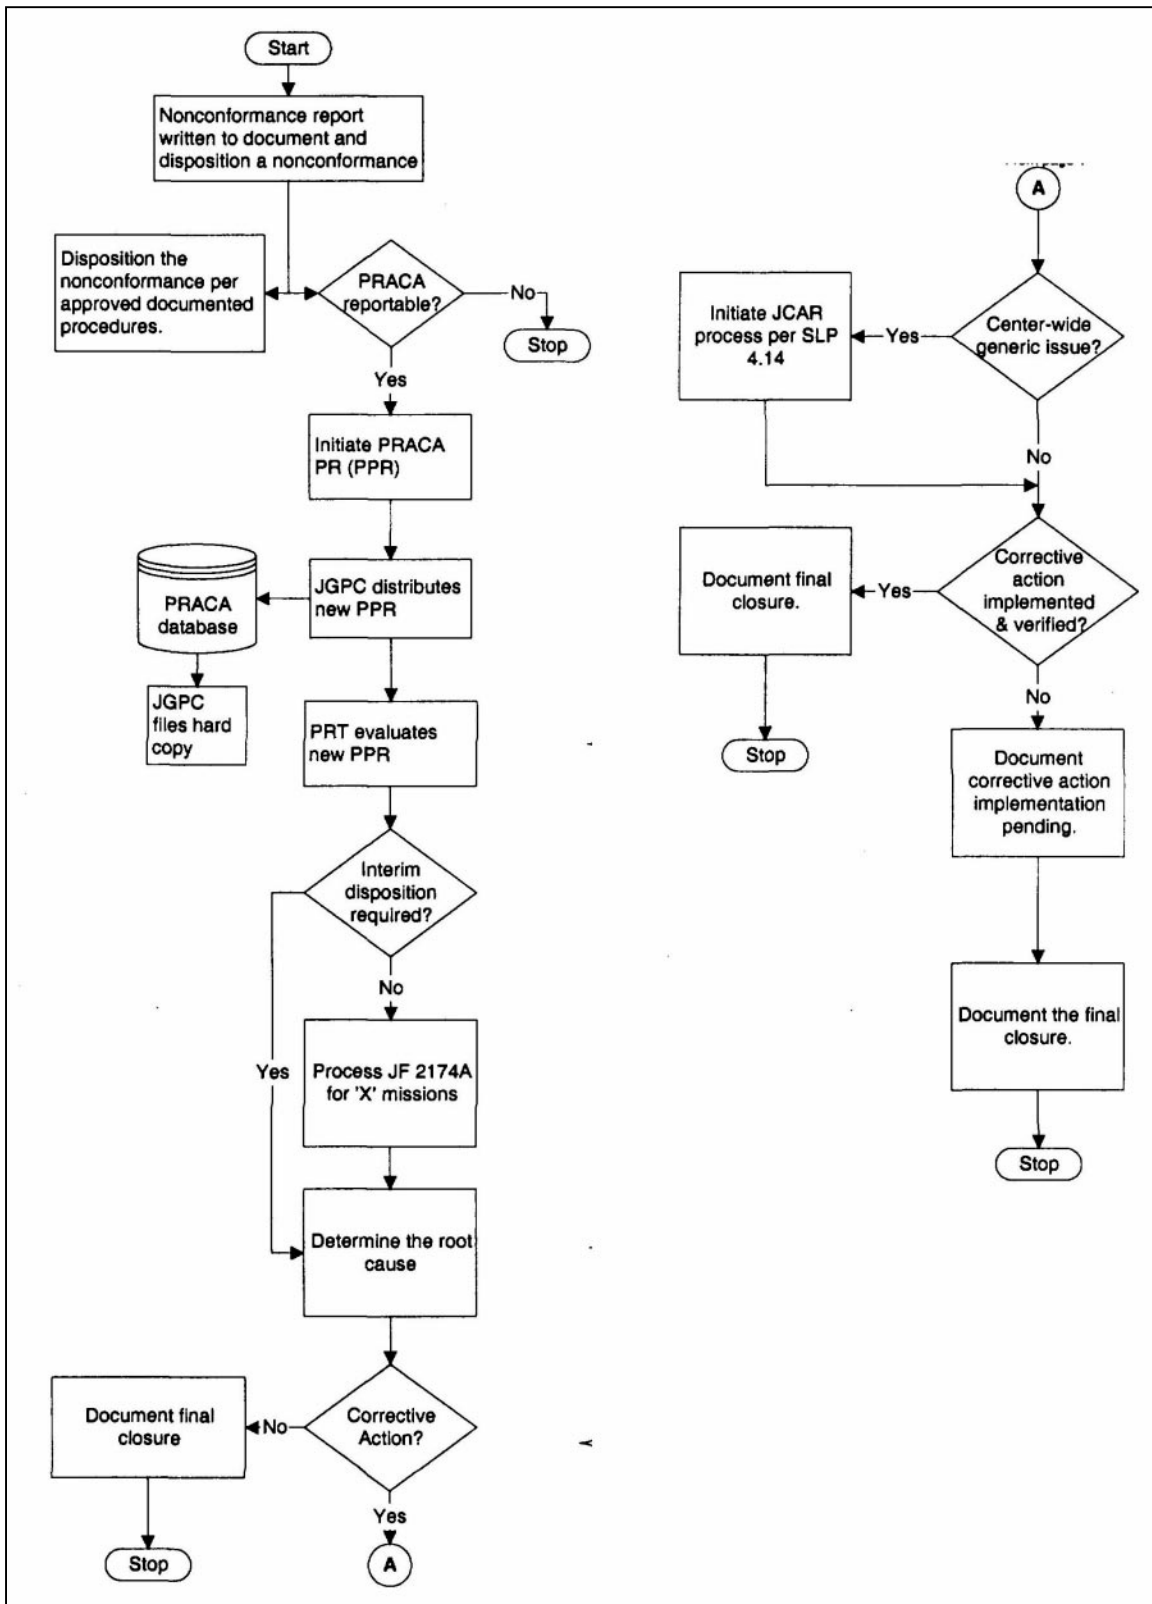 Start
Nonconformance report
written to document and
disposition a nonconformance
Disposition the
nonconformance per
approved documented
procedures.
PRACA
reportable?
No
Stop
Yes
Initiate PRACA
PR (PPR)
JGPC distributes
new PPR
PRACA
database
JGPC
files hard
copy
PRT evaluates
new PPR
Interim
disposition
required?
No
Yes
Process JF 2174A
for 'X' missions
Determine the root
cause
Corrective
Action?
No
Document final
closure
Stop
Yes
A
A
Center-wide
generic issue?
Yes
Initiate JCAR
process per SLP
4.14
No
Corrective
action
implemented
& verified?
Yes
Document final
closure.
Stop
No
Document
corrective action
implementation
pending.
Document the final
closure.
Stop